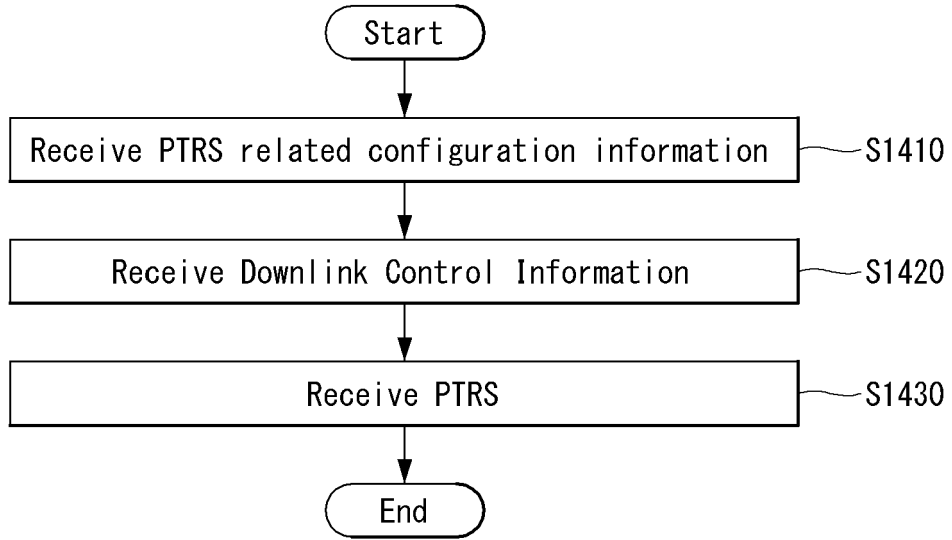 Start
Receive PTRS related configuration information
S1410
Receive Downlink Control Information
S1420
Receive PTRS
S1430
End